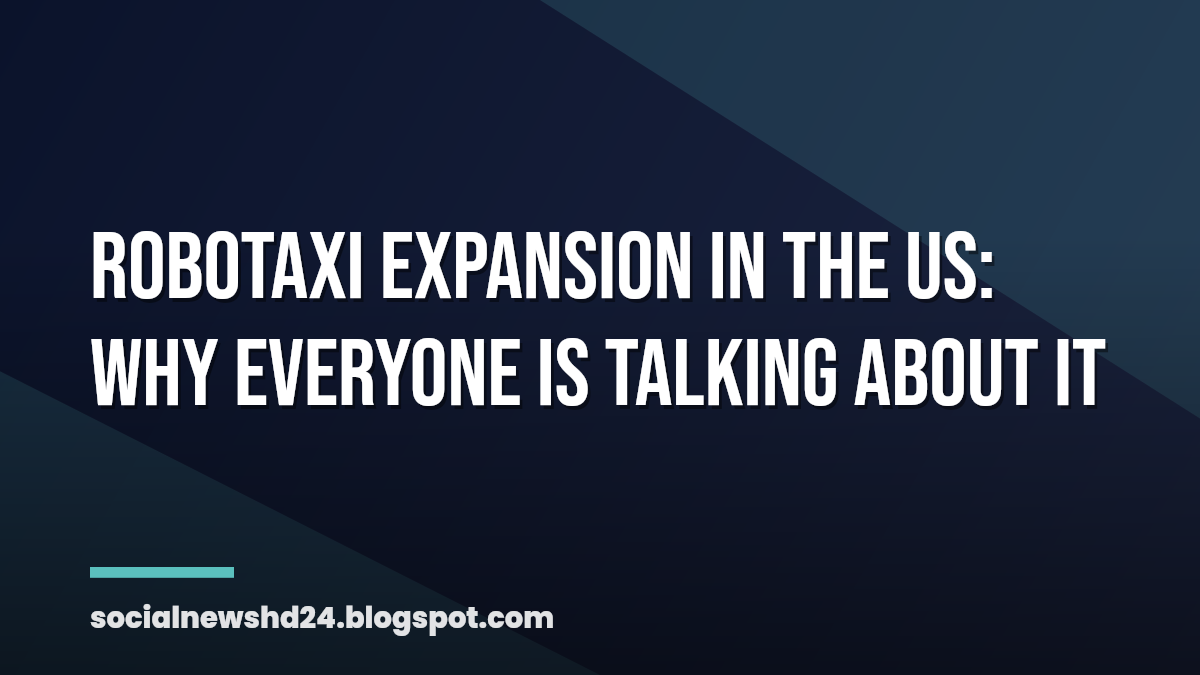 ROBOTAXI EXPANSION IN THE US:
WHY EVERYONE IS TALKING ABOUT IT
socialnewshd24.blogspot.com